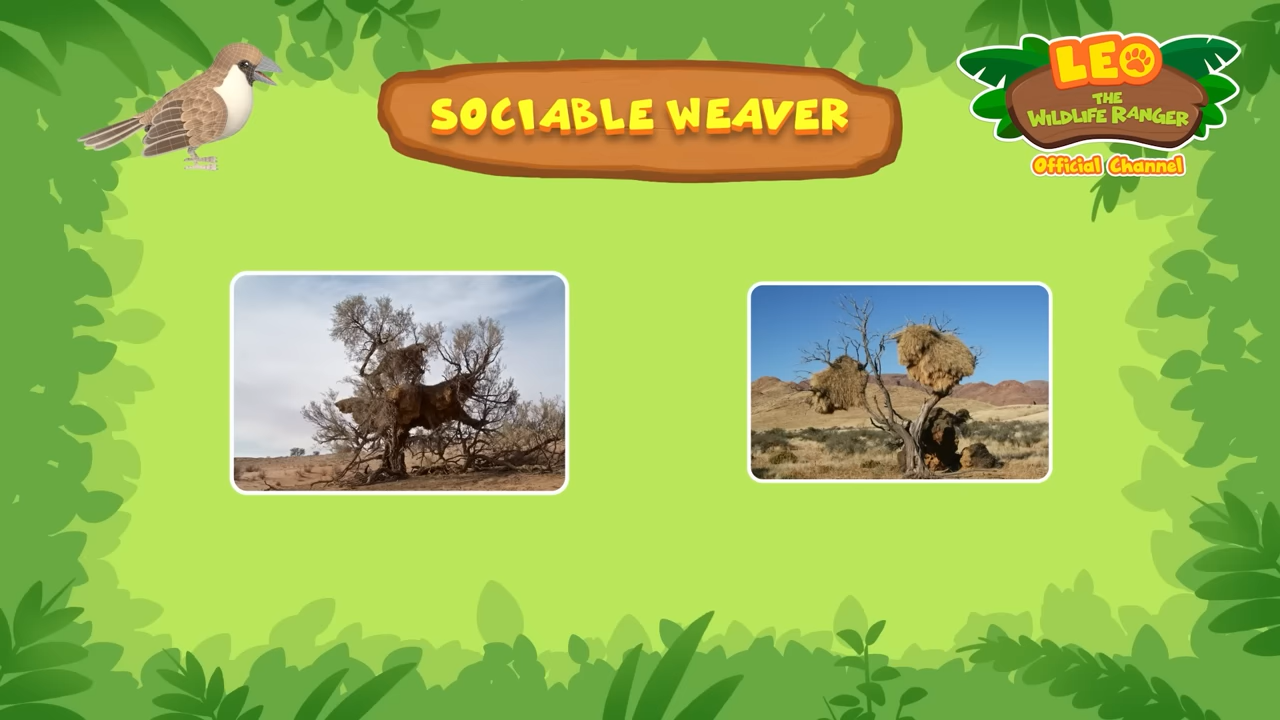 SOCIABLE WEAVER
LEO
THE
WILDLIFE RANGER
Official Channel